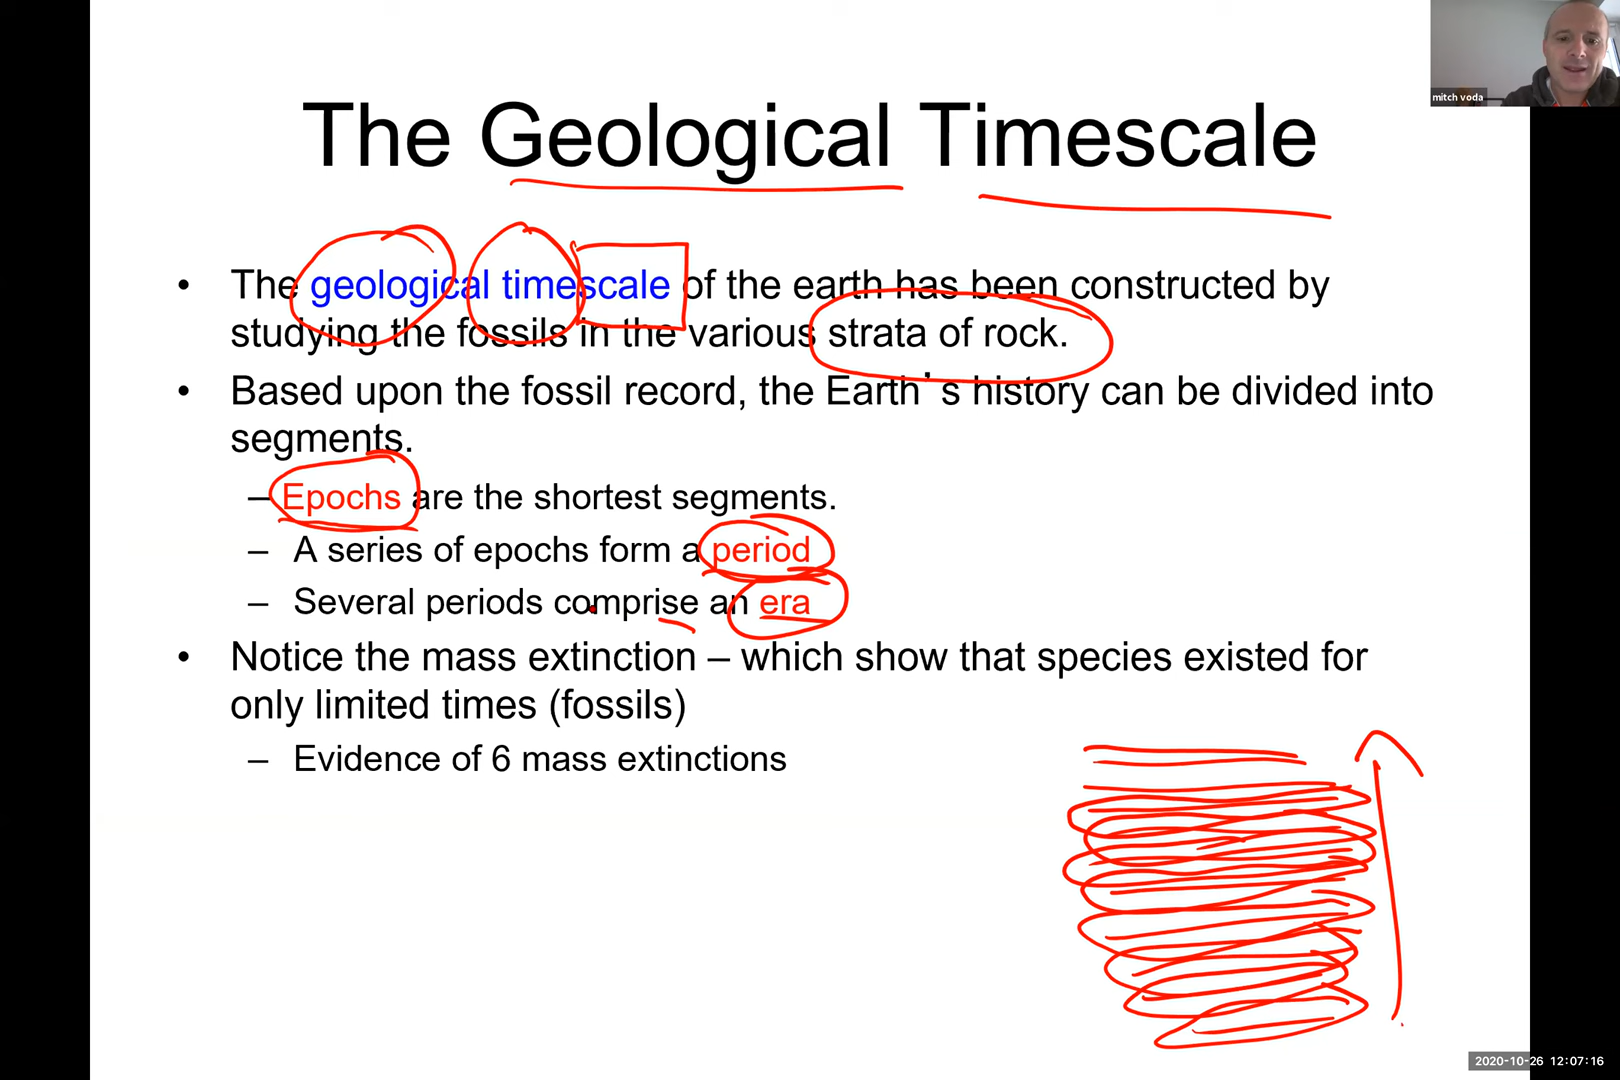 mitch voda
The Geological Timescale
• The geological timescale of the earth has been constructed by
studying the fossils in the various strata of rock.
• Based upon the fossil record, the Earth's history can be divided into
segments.
– Epochs are the shortest segments.
– A series of epochs form a period
– Several periods comprise an era
• Notice the mass extinction – which show that species existed for
only limited times (fossils)
– Evidence of 6 mass extinctions
2020-10-26 12:07:16